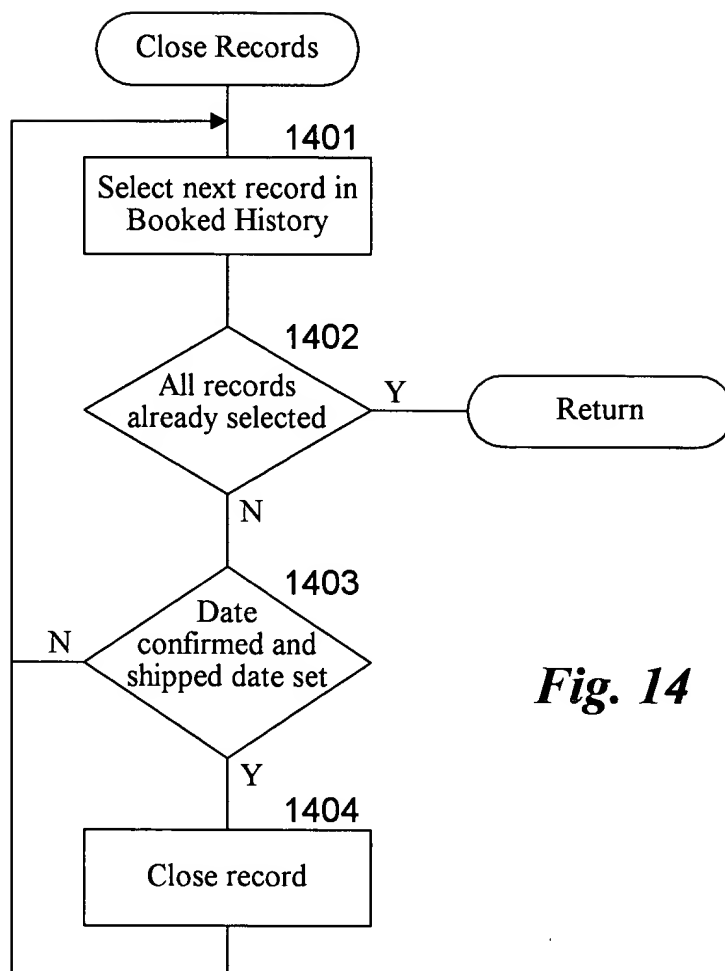 Close Records
1401
Select next record in
Booked History
1402
All records
already selected
Y
Return
N
1403
Date
confirmed and
shipped date set
N
Fig. 14
Y
1404
Close record